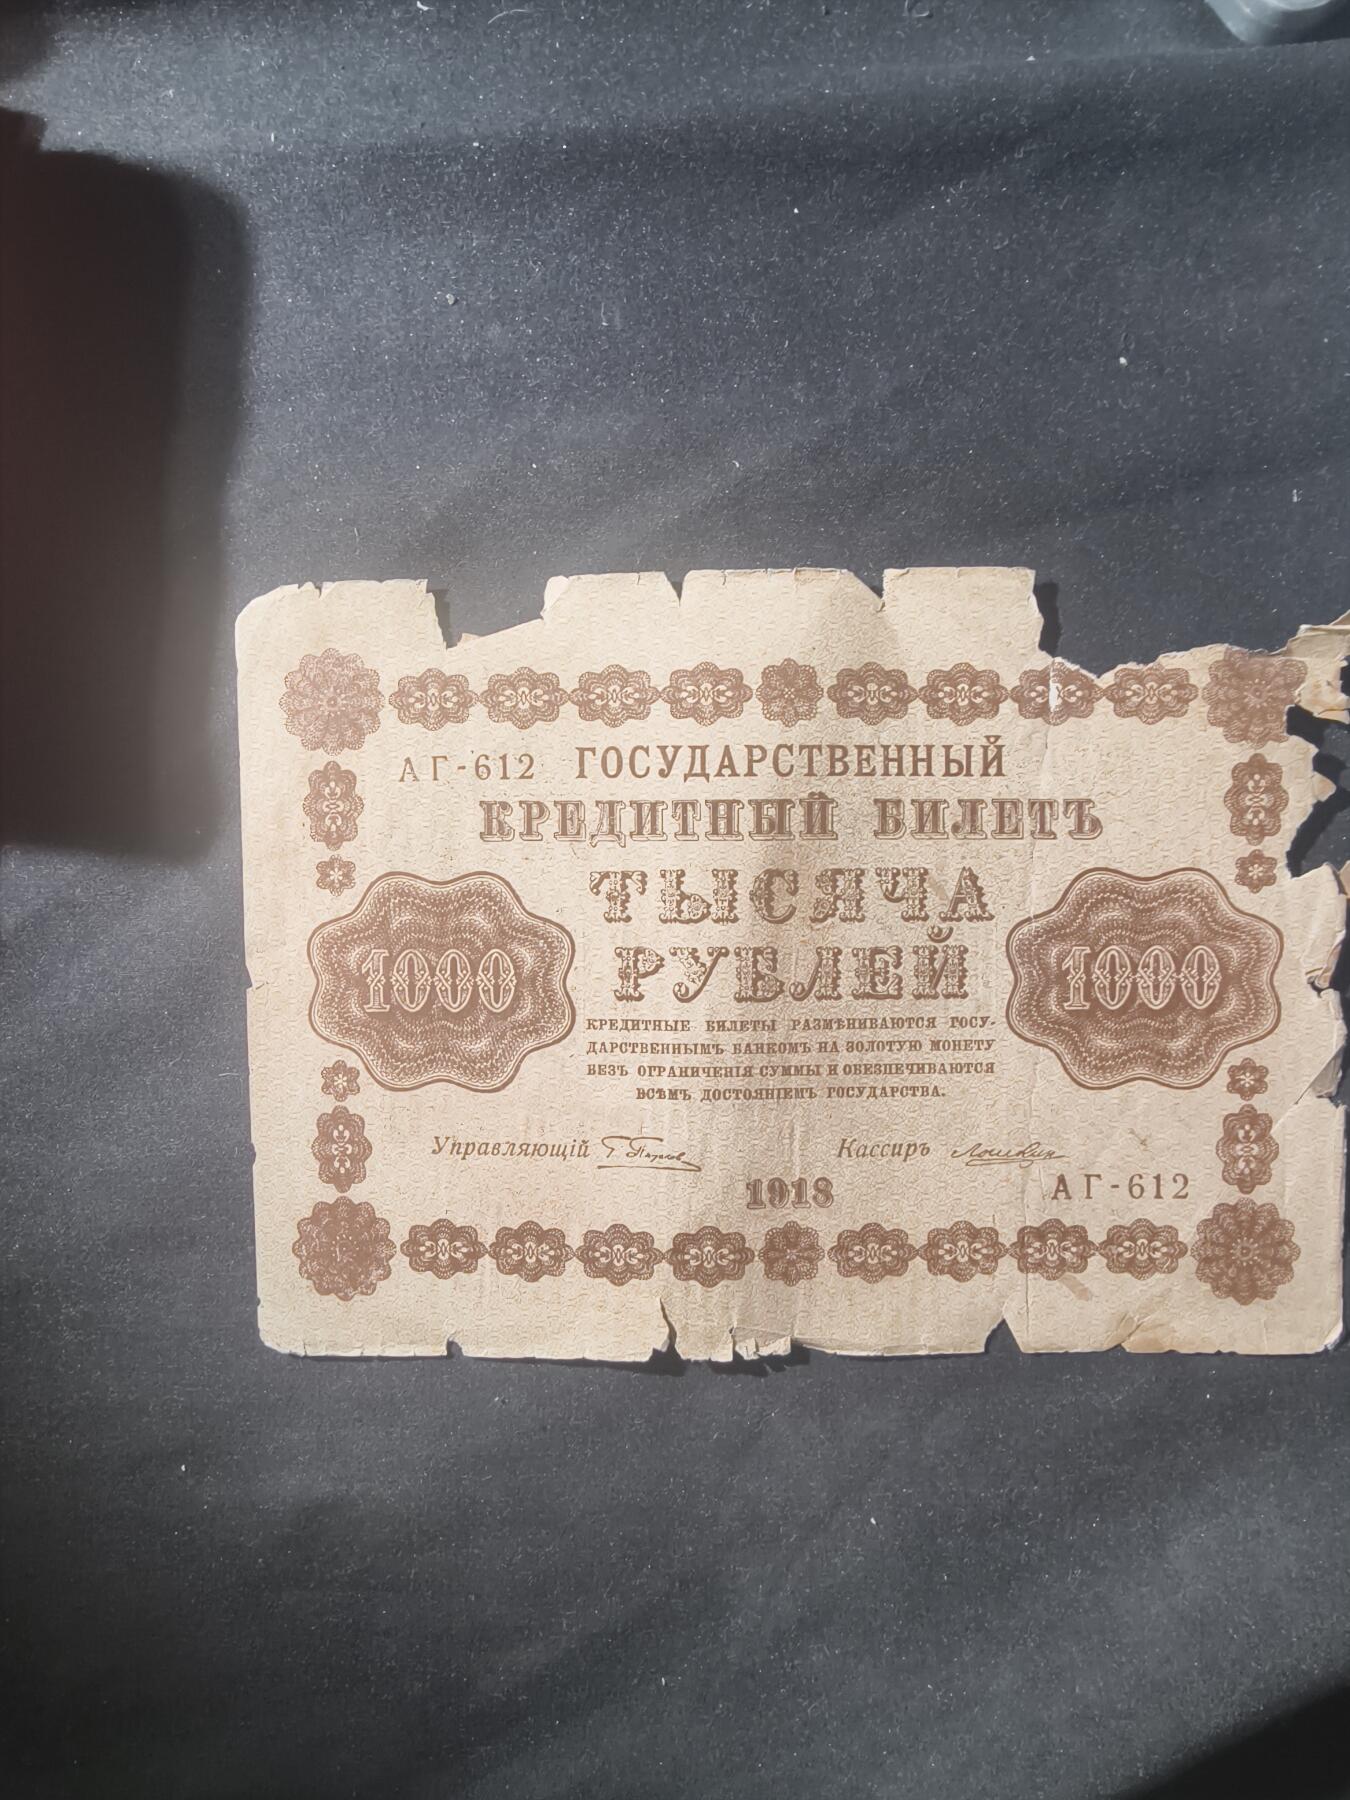 АГ-612 ГОСУДАРСТВЕННЫЙ
КРЕДИТНЫЙ БИЛЕТЪ
ТЫСЯЧА
РУБЛЕЙ
1000
1000
КРЕДИТНЫЕ БИЛЕТЫ РАЗМѢНИВАЮТСЯ ГОСУ-
ДАРСТВЕННЫМЪ БАНКОМЪ НА ЗОЛОТУЮ МОНЕТУ
БЕЗЪ ОГРАНИЧЕНІЯ СУММЫ И ОБЕЗПЕЧИВАЮТСЯ
ВСѢМЪ ДОСТОЯНІЕМЪ ГОСУДАРСТВА.
Управляющій Кассиръ
1918 АГ-612